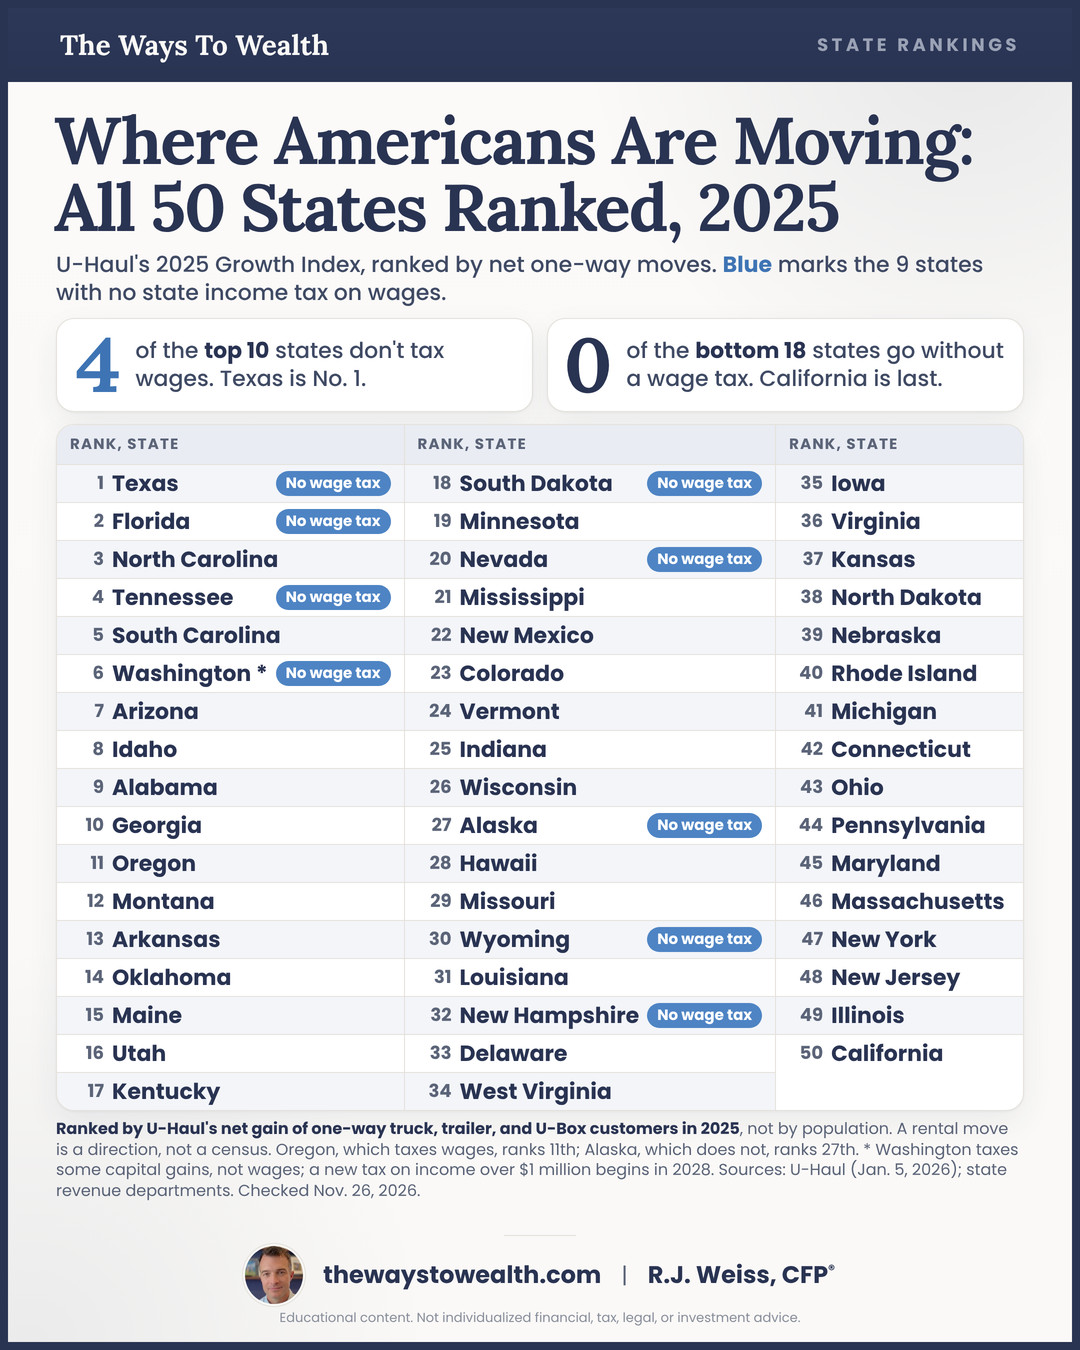 The Ways To Wealth
STATE RANKINGS
Where Americans Are Moving:
All 50 States Ranked, 2025
U-Haul's 2025 Growth Index, ranked by net one-way moves. Blue marks the 9 states
with no state income tax on wages.
4
of the top 10 states don't tax
wages. Texas is No. 1.
0
of the bottom 18 states go without
a wage tax. California is last.
RANK, STATE
1 Texas No wage tax
2 Florida No wage tax
3 North Carolina
4 Tennessee No wage tax
5 South Carolina
6 Washington * No wage tax
7 Arizona
8 Idaho
9 Alabama
10 Georgia
11 Oregon
12 Montana
13 Arkansas
14 Oklahoma
15 Maine
16 Utah
17 Kentucky
RANK, STATE
18 South Dakota No wage tax
19 Minnesota
20 Nevada No wage tax
21 Mississippi
22 New Mexico
23 Colorado
24 Vermont
25 Indiana
26 Wisconsin
27 Alaska No wage tax
28 Hawaii
29 Missouri
30 Wyoming No wage tax
31 Louisiana
32 New Hampshire No wage tax
33 Delaware
34 West Virginia
RANK, STATE
35 Iowa
36 Virginia
37 Kansas
38 North Dakota
39 Nebraska
40 Rhode Island
41 Michigan
42 Connecticut
43 Ohio
44 Pennsylvania
45 Maryland
46 Massachusetts
47 New York
48 New Jersey
49 Illinois
50 California
Ranked by U-Haul's net gain of one-way truck, trailer, and U-Box customers in 2025, not by population. A rental move
is a direction, not a census. Oregon, which taxes wages, ranks 11th; Alaska, which does not, ranks 27th. * Washington taxes
some capital gains, not wages; a new tax on income over $1 million begins in 2028. Sources: U-Haul (Jan. 5, 2026); state
revenue departments. Checked Nov. 26, 2026.
thewaystowealth.com | R.J. Weiss, CFP®
Educational content. Not individualized financial, tax, legal, or investment advice.